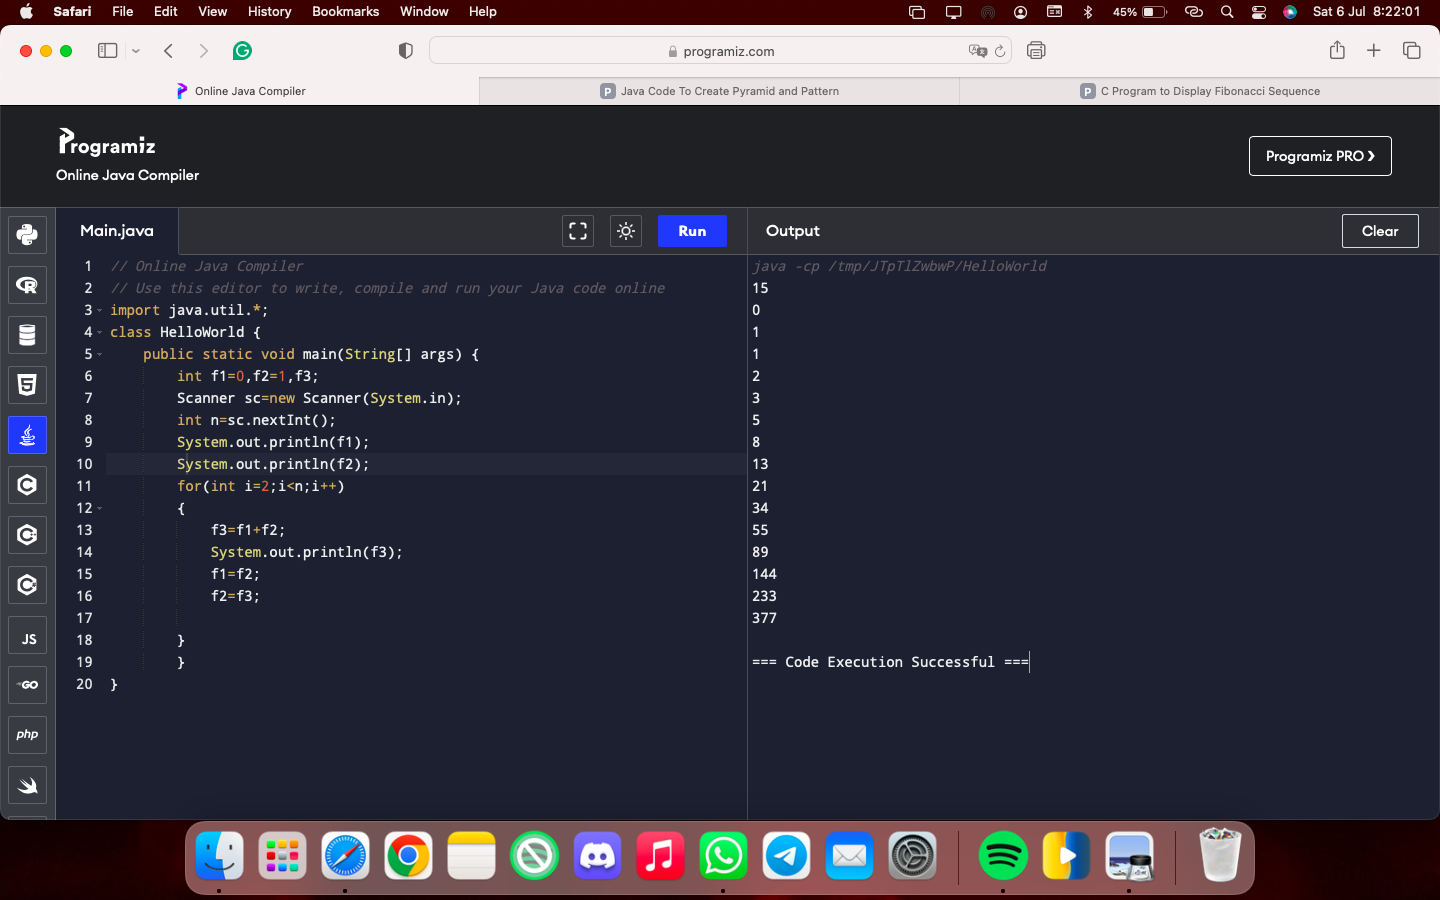 Safari File Edit View History Bookmarks Window Help 45% Sat 6 Jul 8:22:01
programiz.com
Online Java Compiler
P Java Code To Create Pyramid and Pattern
P C Program to Display Fibonacci Sequence
Programiz
Online Java Compiler
Programiz PRO ❯
Main.java
Run
Output
Clear
1 // Online Java Compiler
2 // Use this editor to write, compile and run your Java code online
3 import java.util.*;
4 class HelloWorld {
5     public static void main(String[] args) {
6         int f1=0,f2=1,f3;
7         Scanner sc=new Scanner(System.in);
8         int n=sc.nextInt();
9         System.out.println(f1);
10         System.out.println(f2);
11         for(int i=2;i<n;i++)
12         {
13             f3=f1+f2;
14             System.out.println(f3);
15             f1=f2;
16             f2=f3;
17
18         }
19         }
20 }
java -cp /tmp/JTpTlZwbwP/HelloWorld
15
0
1
1
2
3
5
8
13
21
34
55
89
144
233
377
=== Code Execution Successful ===
R
5
C
C
C
JS
GO
php